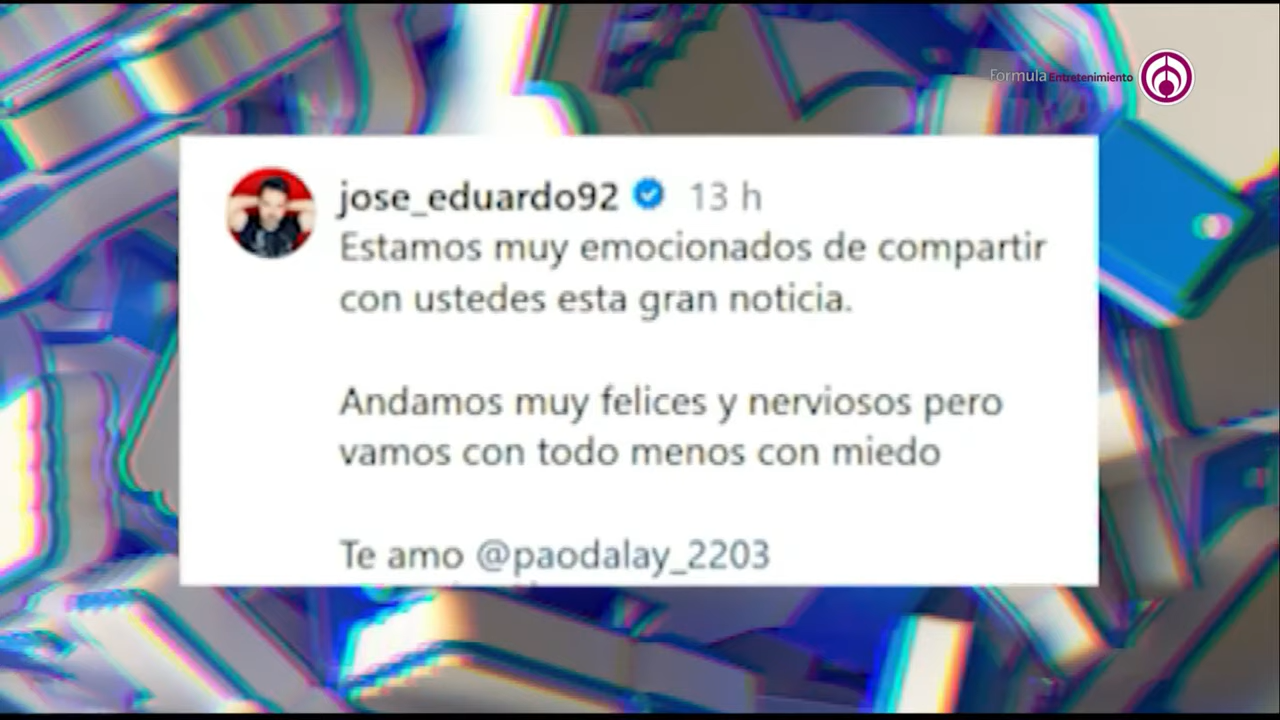 Formula Entretenimiento
jose_eduardo92 13 h
Estamos muy emocionados de compartir
con ustedes esta gran noticia.
Andamos muy felices y nerviosos pero
vamos con todo menos con miedo
Te amo @paodalay_2203